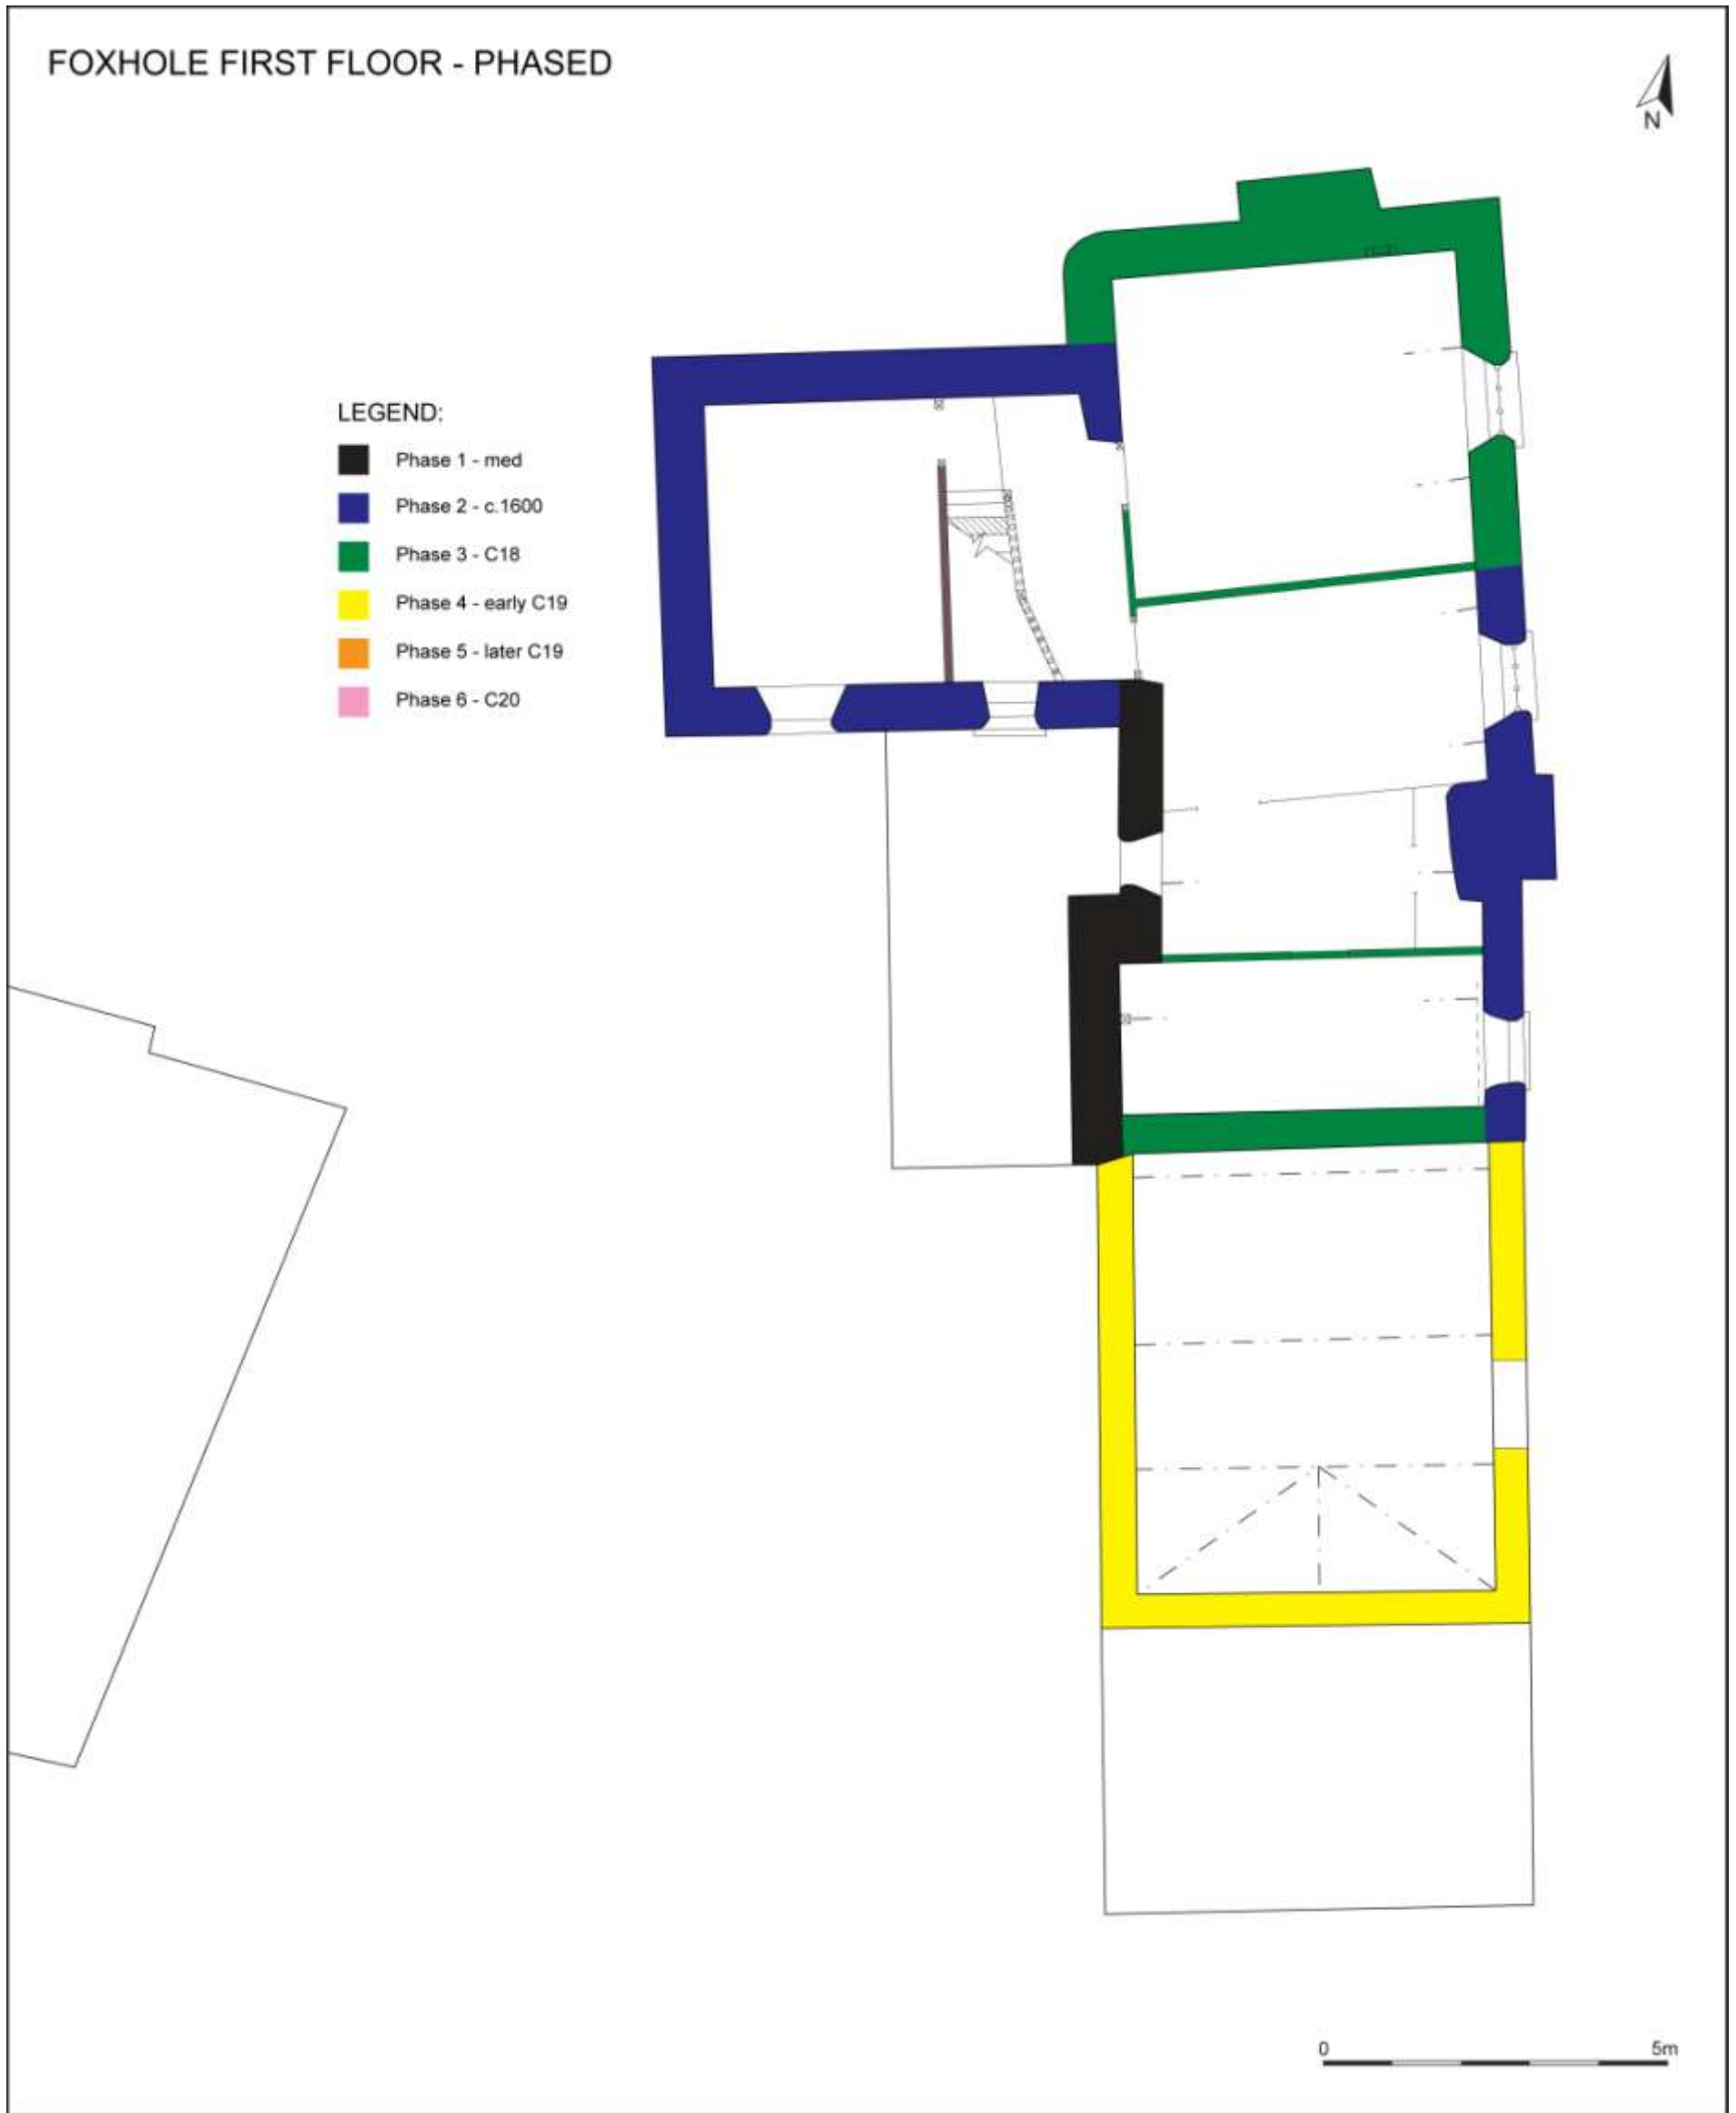 FOXHOLE FIRST FLOOR - PHASED
N
LEGEND:
Phase 1 - med
Phase 2 - c.1600
Phase 3 - C18
Phase 4 - early C19
Phase 5 - later C19
Phase 6 - C20
0 5m